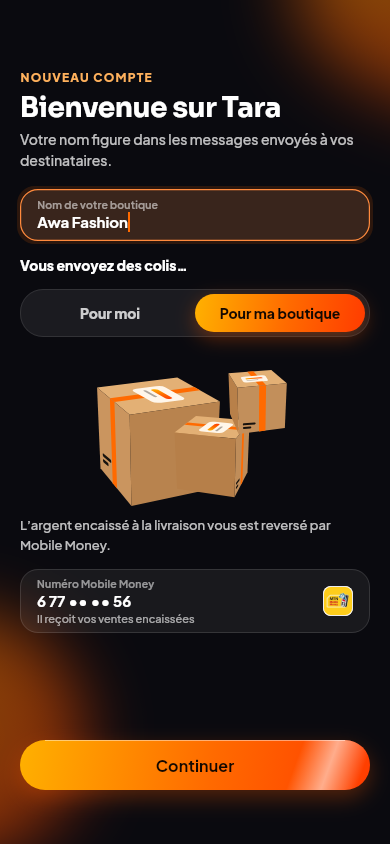 NOUVEAU COMPTE
Bienvenue sur Tara
Votre nom figure dans les messages envoyés à vos
destinataires.
Nom de votre boutique
Awa Fashion
Vous envoyez des colis...
Pour moi
Pour ma boutique
L'argent encaissé à la livraison vous est reversé par
Mobile Money.
Numéro Mobile Money
6 77 •• •• 56
Il reçoit vos ventes encaissées
Continuer